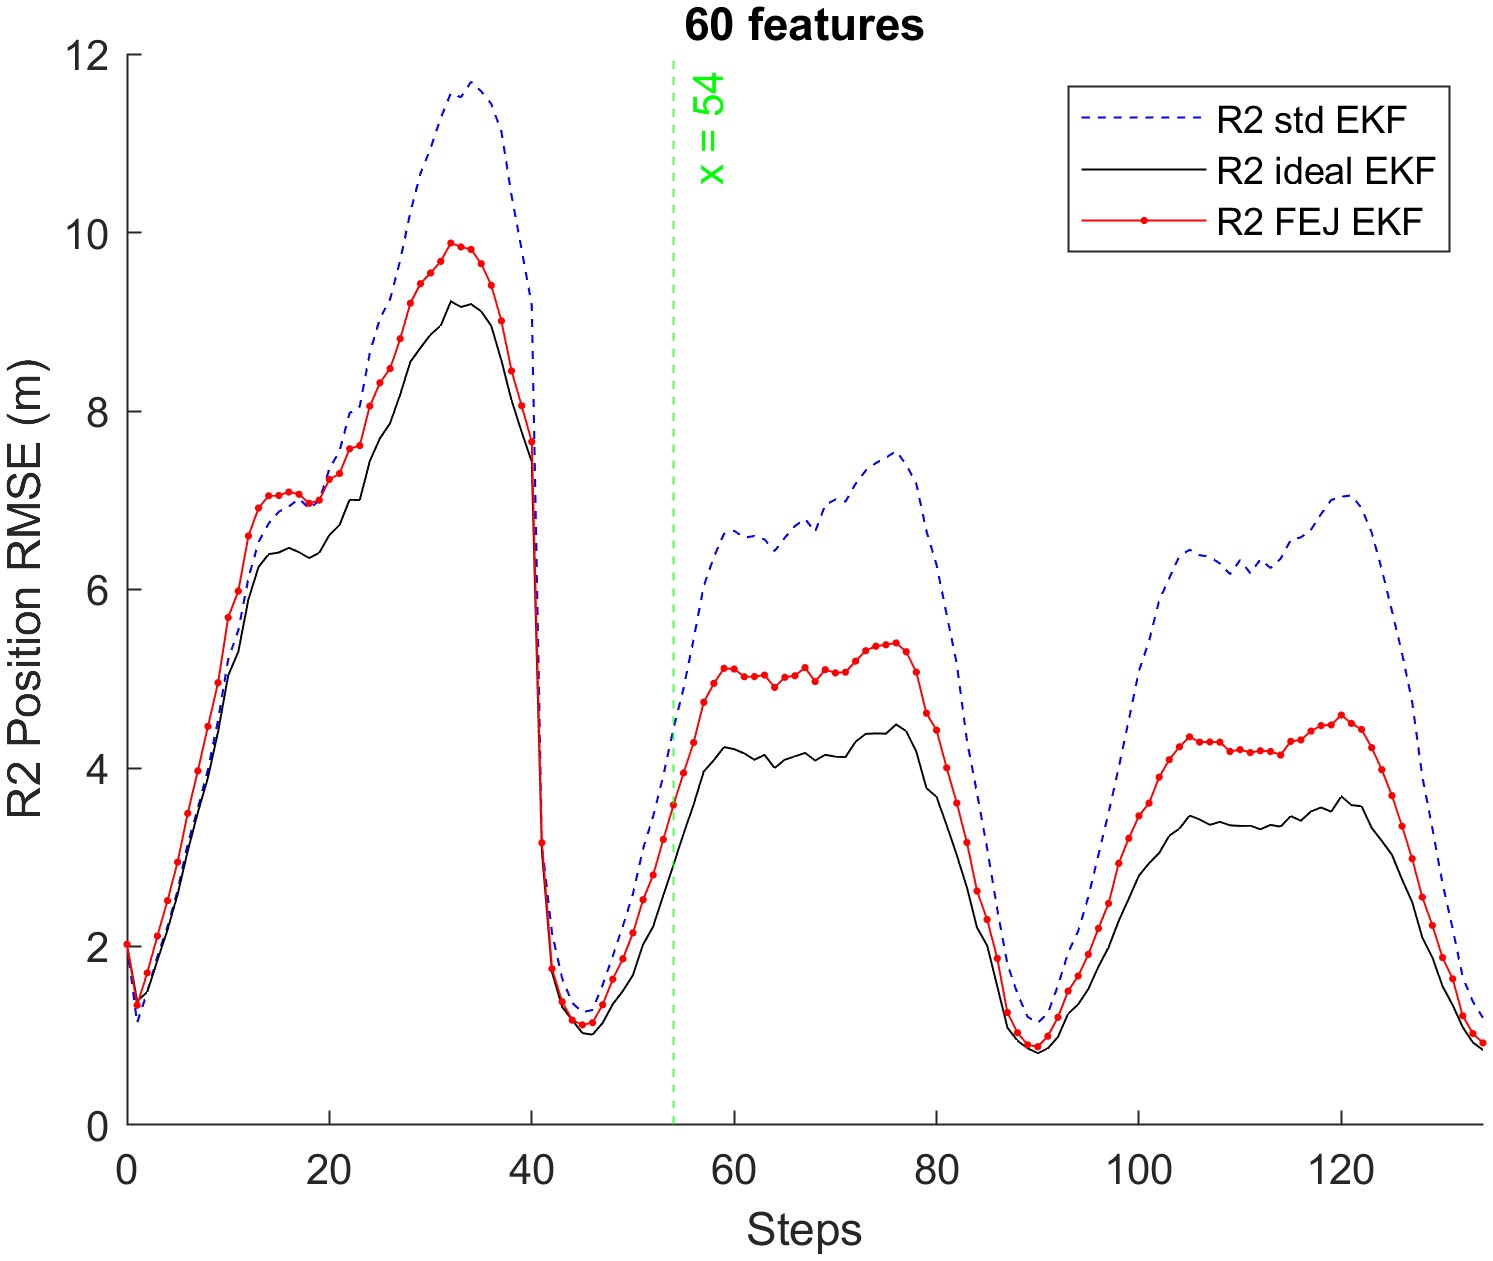 60 features
x = 54
R2 std EKF
R2 ideal EKF
R2 FEJ EKF
R2 Position RMSE (m)
12
10
8
6
4
2
0
0 20 40 60 80 100 120
Steps